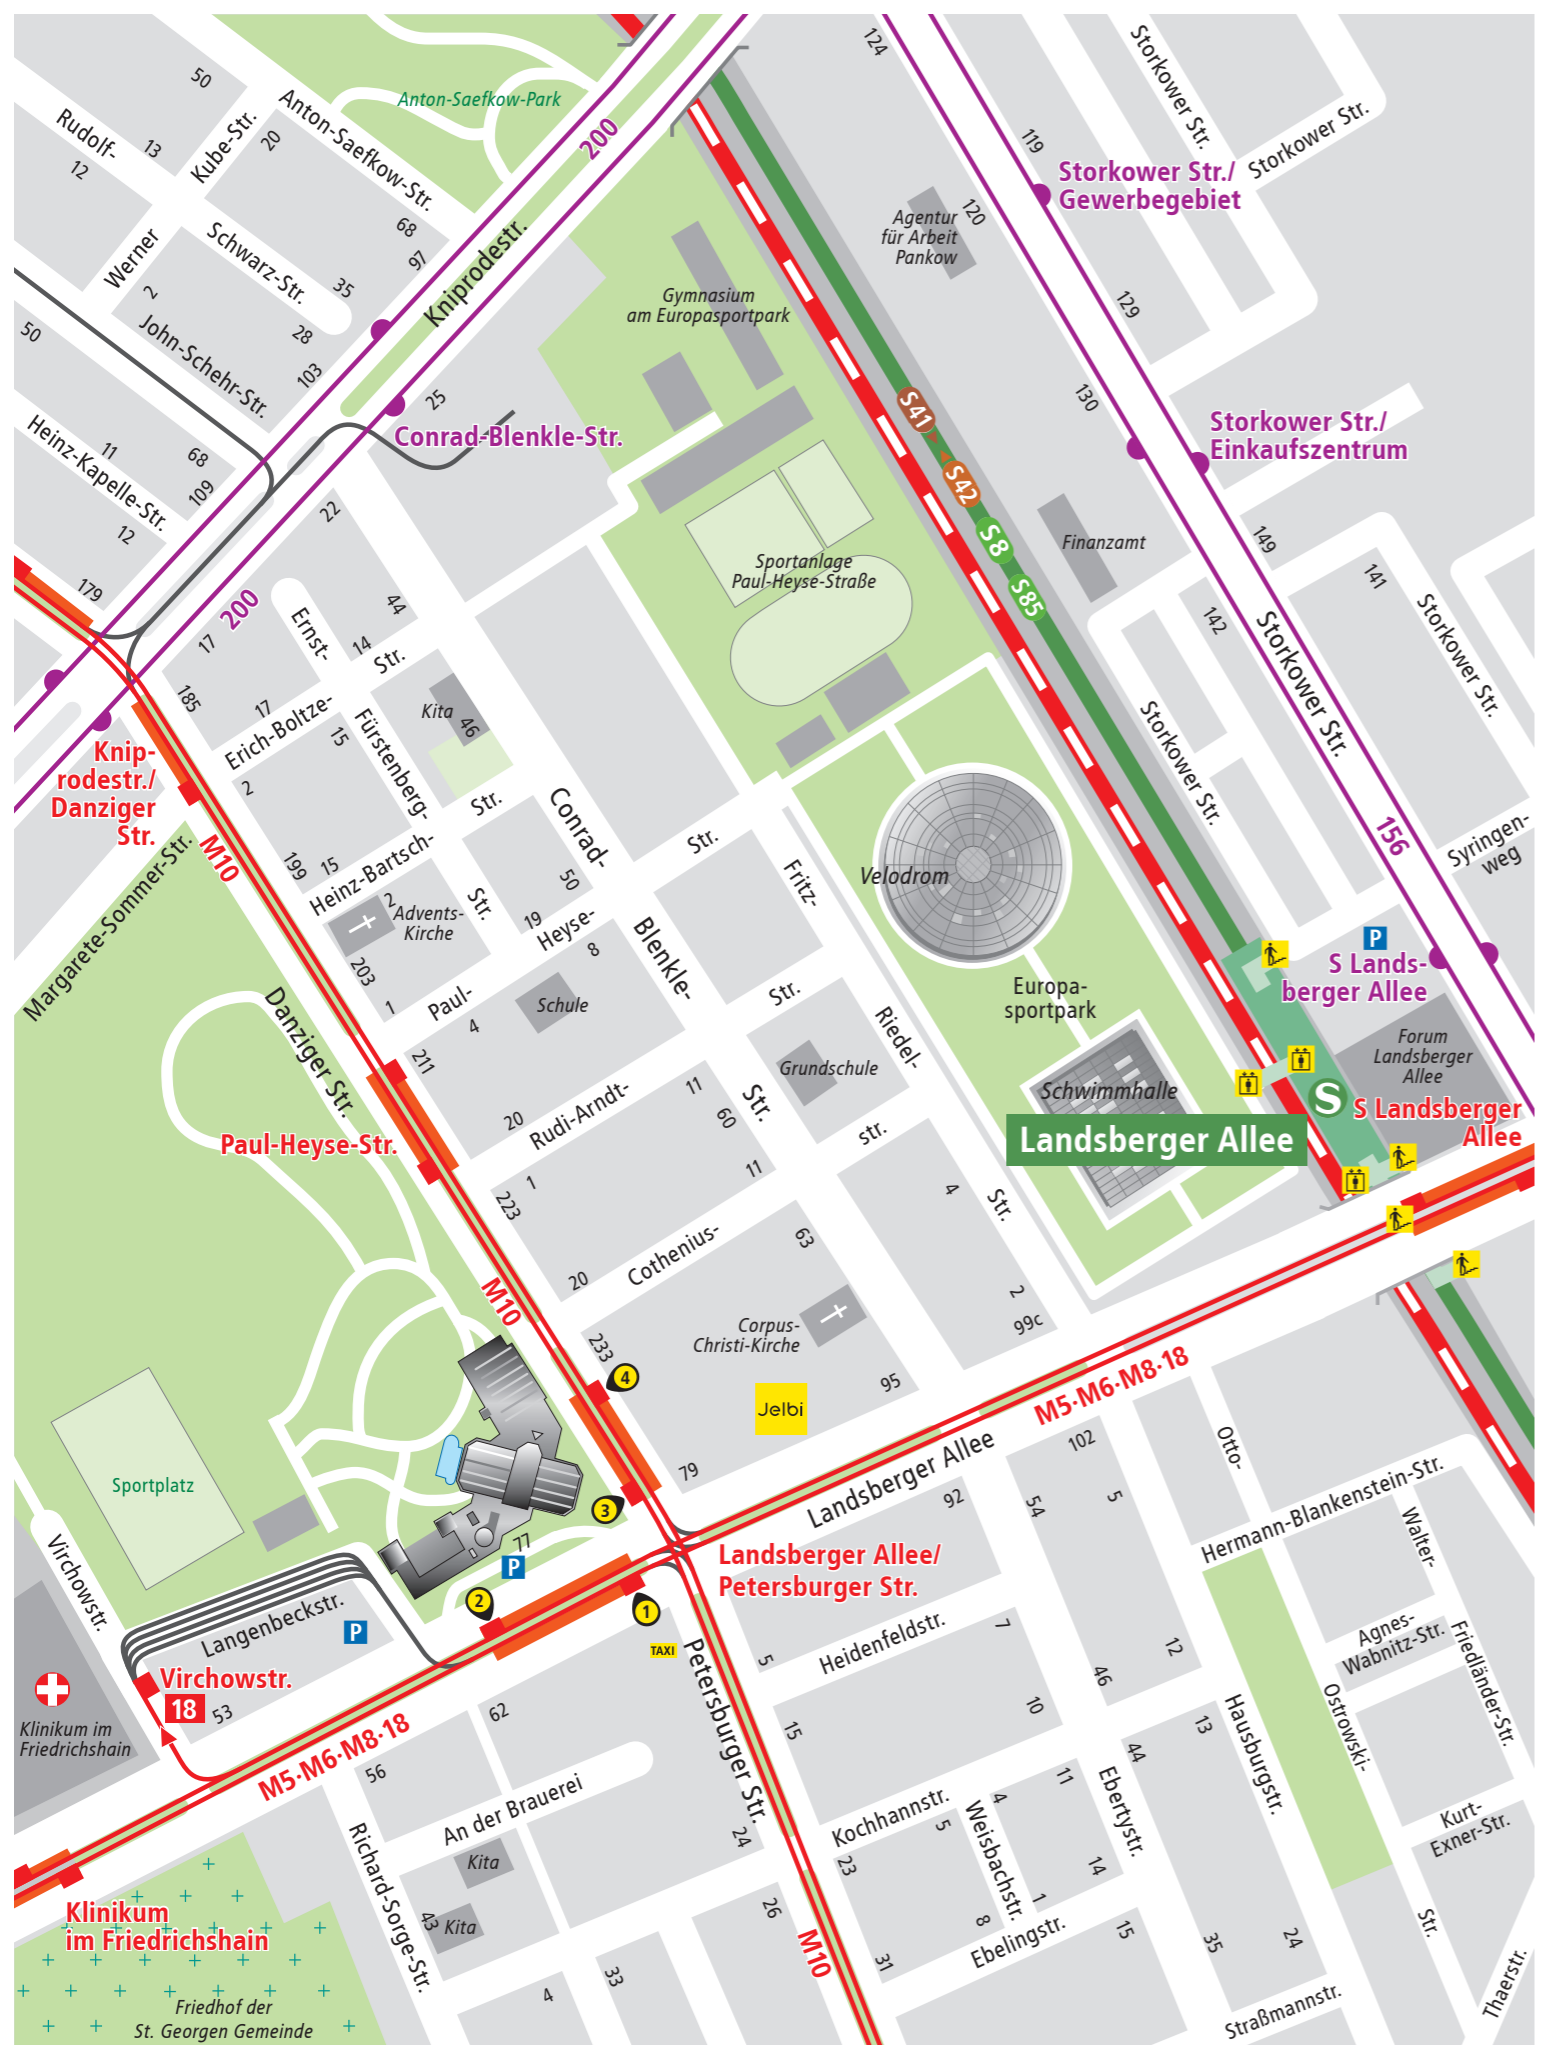 50
Rudolf-
13
12
Kube-Str.
20
Anton-Saefkow-Str.
Anton-Saefkow-Park
200
124
Storkower Str.
Storkower Str.
119
Storkower Str./
Gewerbegebiet
Werner
Schwarz-Str.
68
97
35
2
28
John-Schehr-Str.
103
Kniprodestr.
Agentur
für Arbeit
Pankow
120
129
Gymnasium
am Europasportpark
50
Heinz-Kapelle-Str.
11
68
109
12
25
Conrad-Blenkle-Str.
130
S41
S42
S8
S85
Storkower Str./
Einkaufszentrum
22
Finanzamt
149
141
142
Sportanlage
Paul-Heyse-Straße
179
200
17
Ernst-
44
14
Str.
185
17
Erich-Boltze-
15
Fürstenberg-
Kita
46
Storkower Str.
Storkower Str.
Storkower Str.
Knip-
rodestr./
Danziger
Str.
2
M10
Margarete-Sommer-Str.
199
15
Heinz-Bartsch-
Str.
Conrad-
Str.
50
Fritz-
Velodrom
156
Syringen-
weg
2
Advents-
Kirche
Str.
19
Heyse-
8
Blenkle-
203
1
Paul-
4
Schule
Str.
Riedel-
Europa-
sportpark
P
S Lands-
berger Allee
Danziger Str.
211
Forum
Landsberger
Allee
Grundschule
Schwimmhalle
S
S Landsberger
Allee
Landsberger Allee
20
Rudi-Arndt-
11
60
Str.
str.
Paul-Heyse-Str.
1
223
11
4
Str.
20
Cothenius-
63
M10
2
99c
233
4
Corpus-
Christi-Kirche
95
Jelbi
M5·M6·M8·18
79
Landsberger Allee
102
Otto-
Sportplatz
3
92
54
5
Hermann-Blankenstein-Str.
Walter-
77
P
Virchowstr.
Langenbeckstr.
P
2
1
Landsberger Allee/
Petersburger Str.
TAXI
Petersburger Str.
5
Heidenfeldstr.
7
12
46
Agnes-
Wabnitz-Str.
Friedländer-Str.
Virchowstr.
18
53
Klinikum im
Friedrichshain
62
15
10
13
Hausburgstr.
Ostrowski-
M5·M6·M8·18
56
An der Brauerei
44
11
Ebertystr.
Kochhannstr.
4
5
Weisbachstr.
24
Kurt-
Exner-Str.
Kita
Richard-Sorge-Str.
23
14
Klinikum
im Friedrichshain
43
Kita
26
M10
1
8
Ebelingstr.
15
35
24
Str.
31
33
4
Thaerstr.
Straßmannstr.
Friedhof der
St. Georgen Gemeinde